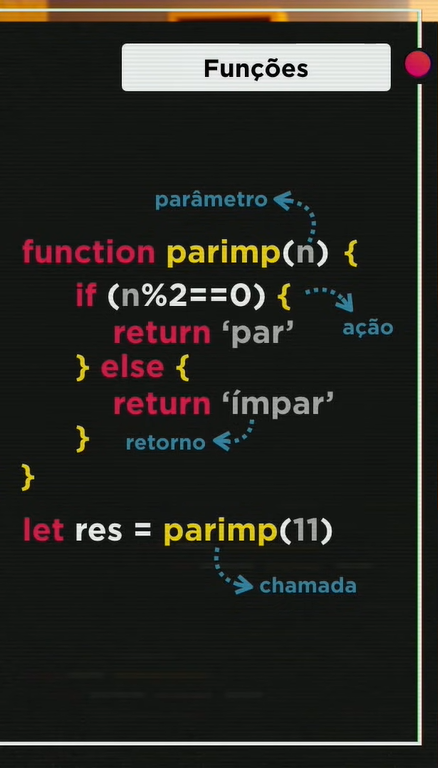 Funções
parâmetro
function parimp(n) {
if (n%2==0) {
ação
return ‘par’
} else {
return ‘ímpar’
} retorno
}
let res = parimp(11)
chamada